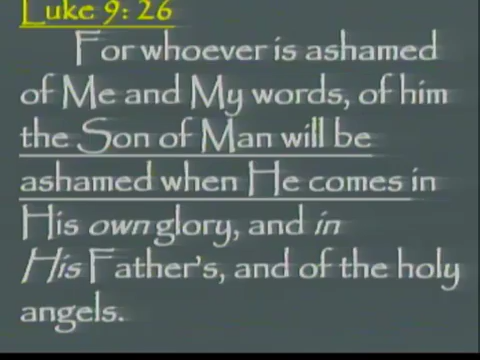 Luke 9: 26
For whoever is ashamed
of Me and My words, of him
the Son of Man will be
ashamed when He comes in
His own glory, and in
His Father's, and of the holy
angels.